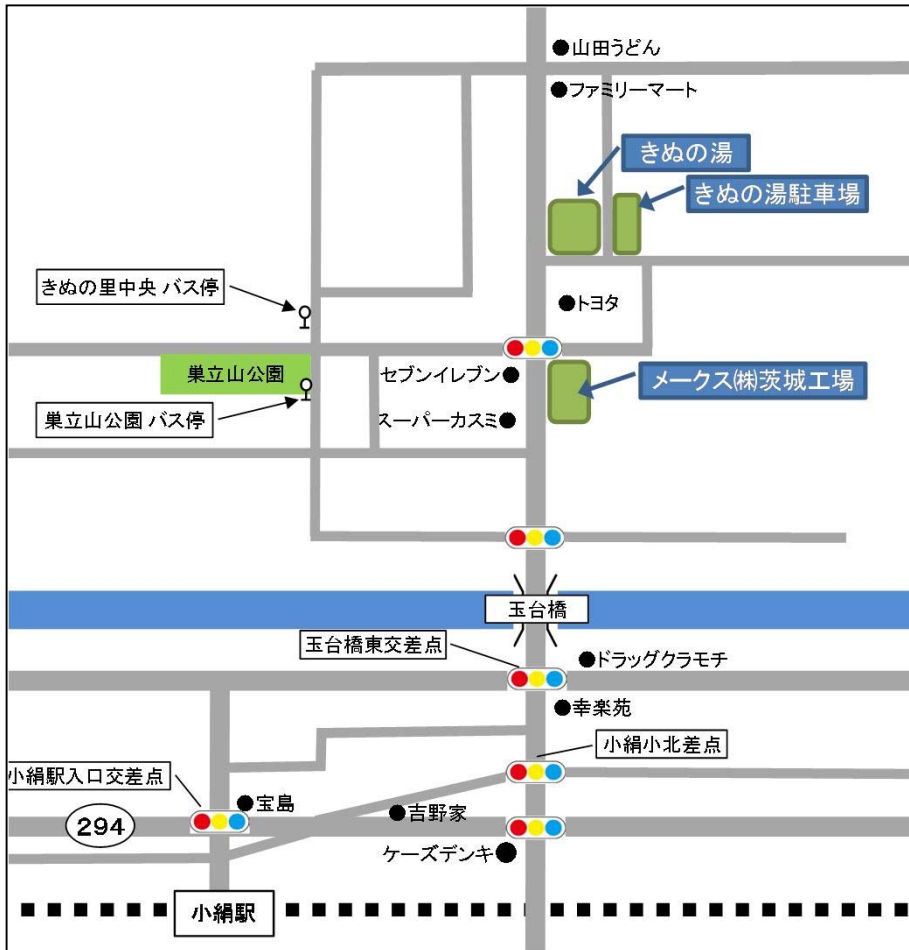 山田うどん
ファミリーマート
きぬの湯
きぬの湯駐車場
きぬの里中央 バス停
トヨタ
巣立山公園
セブンイレブン
メークス㈱茨城工場
巣立山公園 バス停
スーパーカスミ
玉台橋
玉台橋東交差点
ドラッグクラモチ
幸楽苑
小絹小北差点
小絹駅入口交差点
宝島
吉野家
294
ケーズデンキ
小絹駅